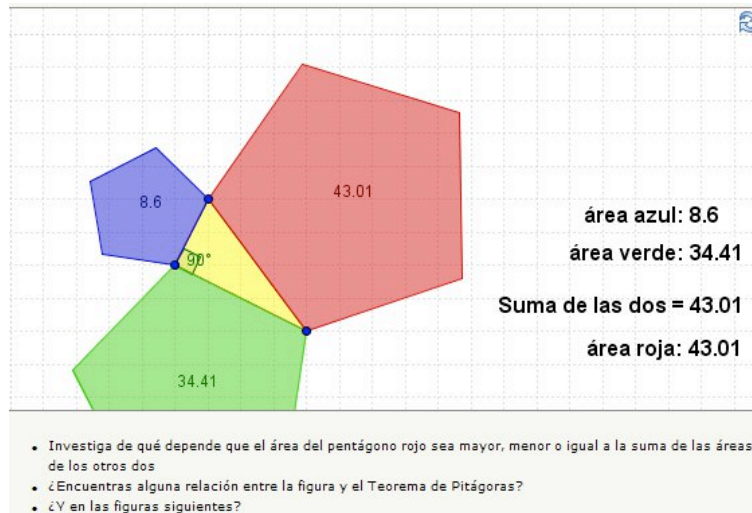 43.01
8.6
área azul: 8.6
90°
área verde: 34.41
Suma de las dos = 43.01
área roja: 43.01
34.41
Investiga de qué depende que el área del pentágono rojo sea mayor, menor o igual a la suma de las áreas
de los otros dos
¿Encuentras alguna relación entre la figura y el Teorema de Pitágoras?
¿Y en las figuras siguientes?